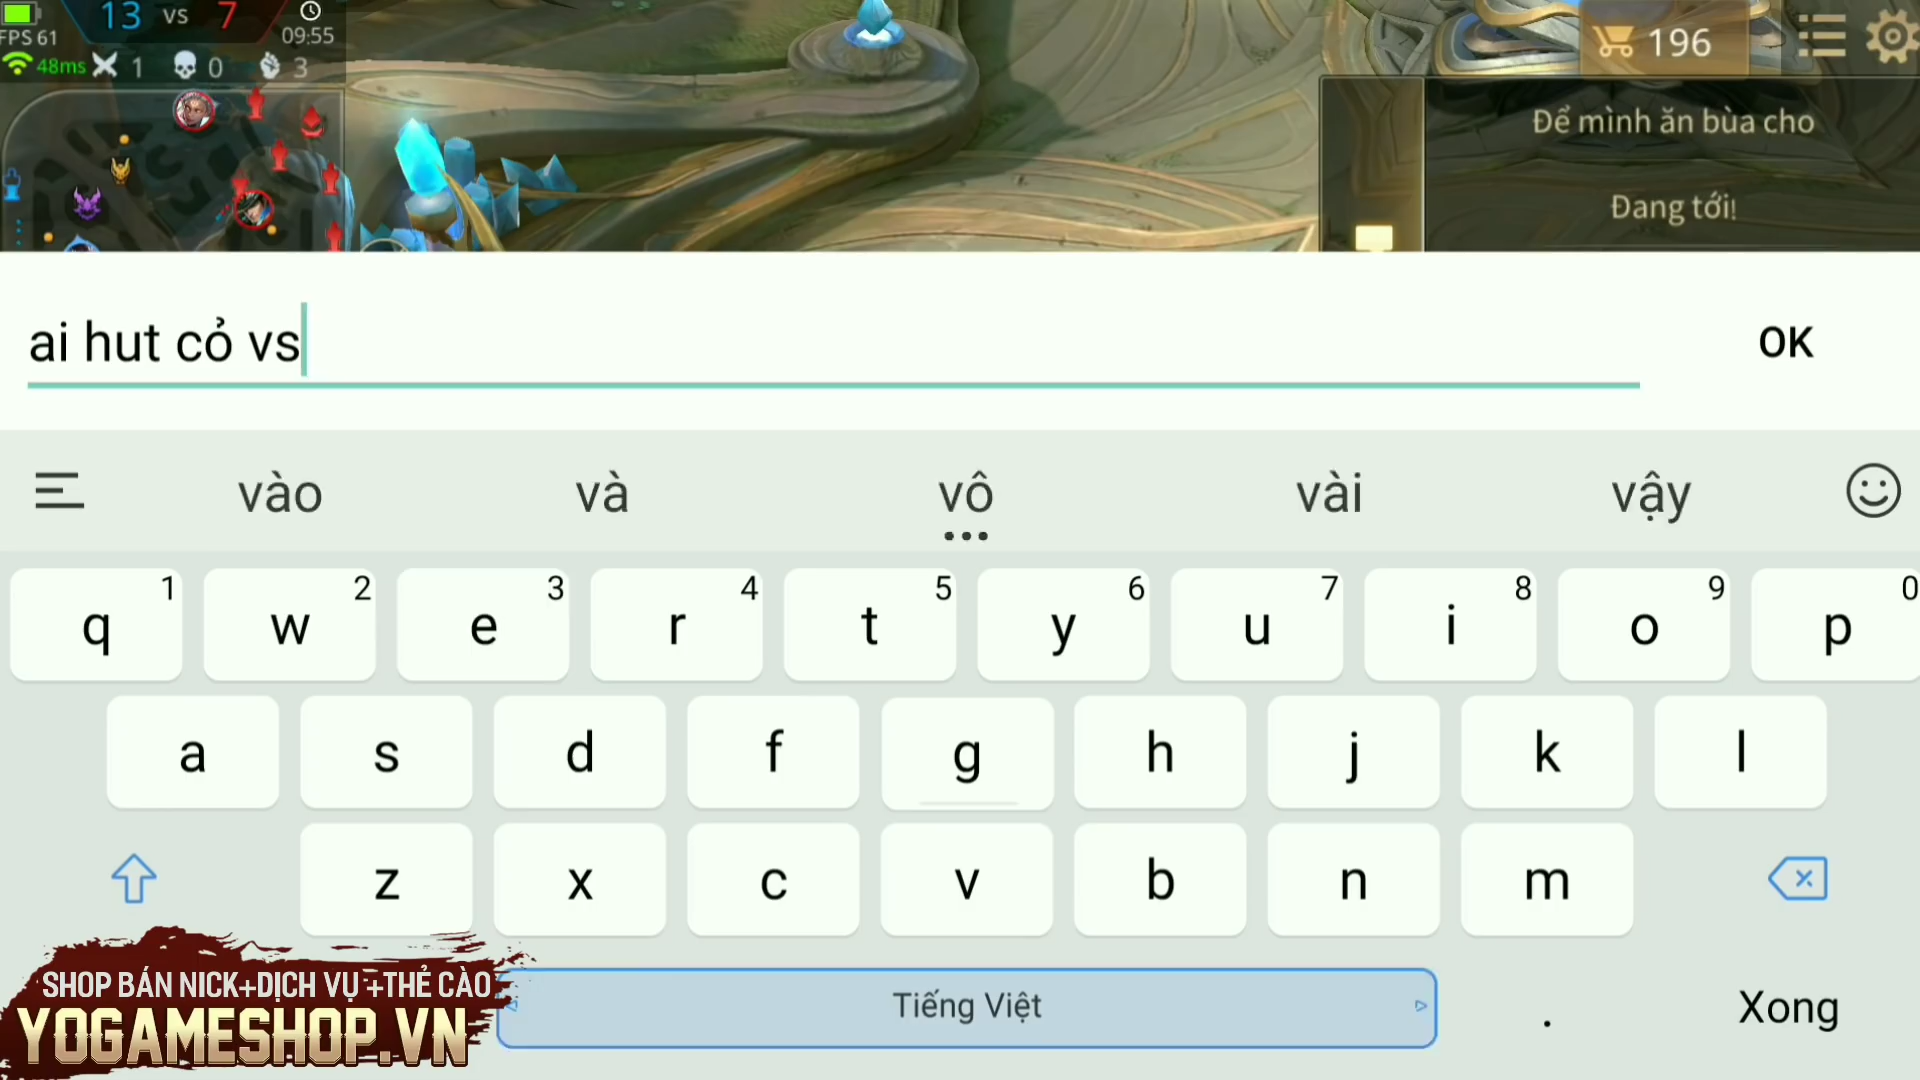 13 vs 7
FPS 61
09:55
48ms 1 0 3
196
Để mình ăn bùa cho
Đang tới!
ai hut cỏ vs
OK
vào và vô vài vậy
1 2 3 4 5 6 7 8 9 0
q w e r t y u i o p
a s d f g h j k l
z x c v b n m
SHOP BÁN NICK+DỊCH VỤ+THẺ CÀO
YOGAMESHOP.VN
Tiếng Việt
. Xong